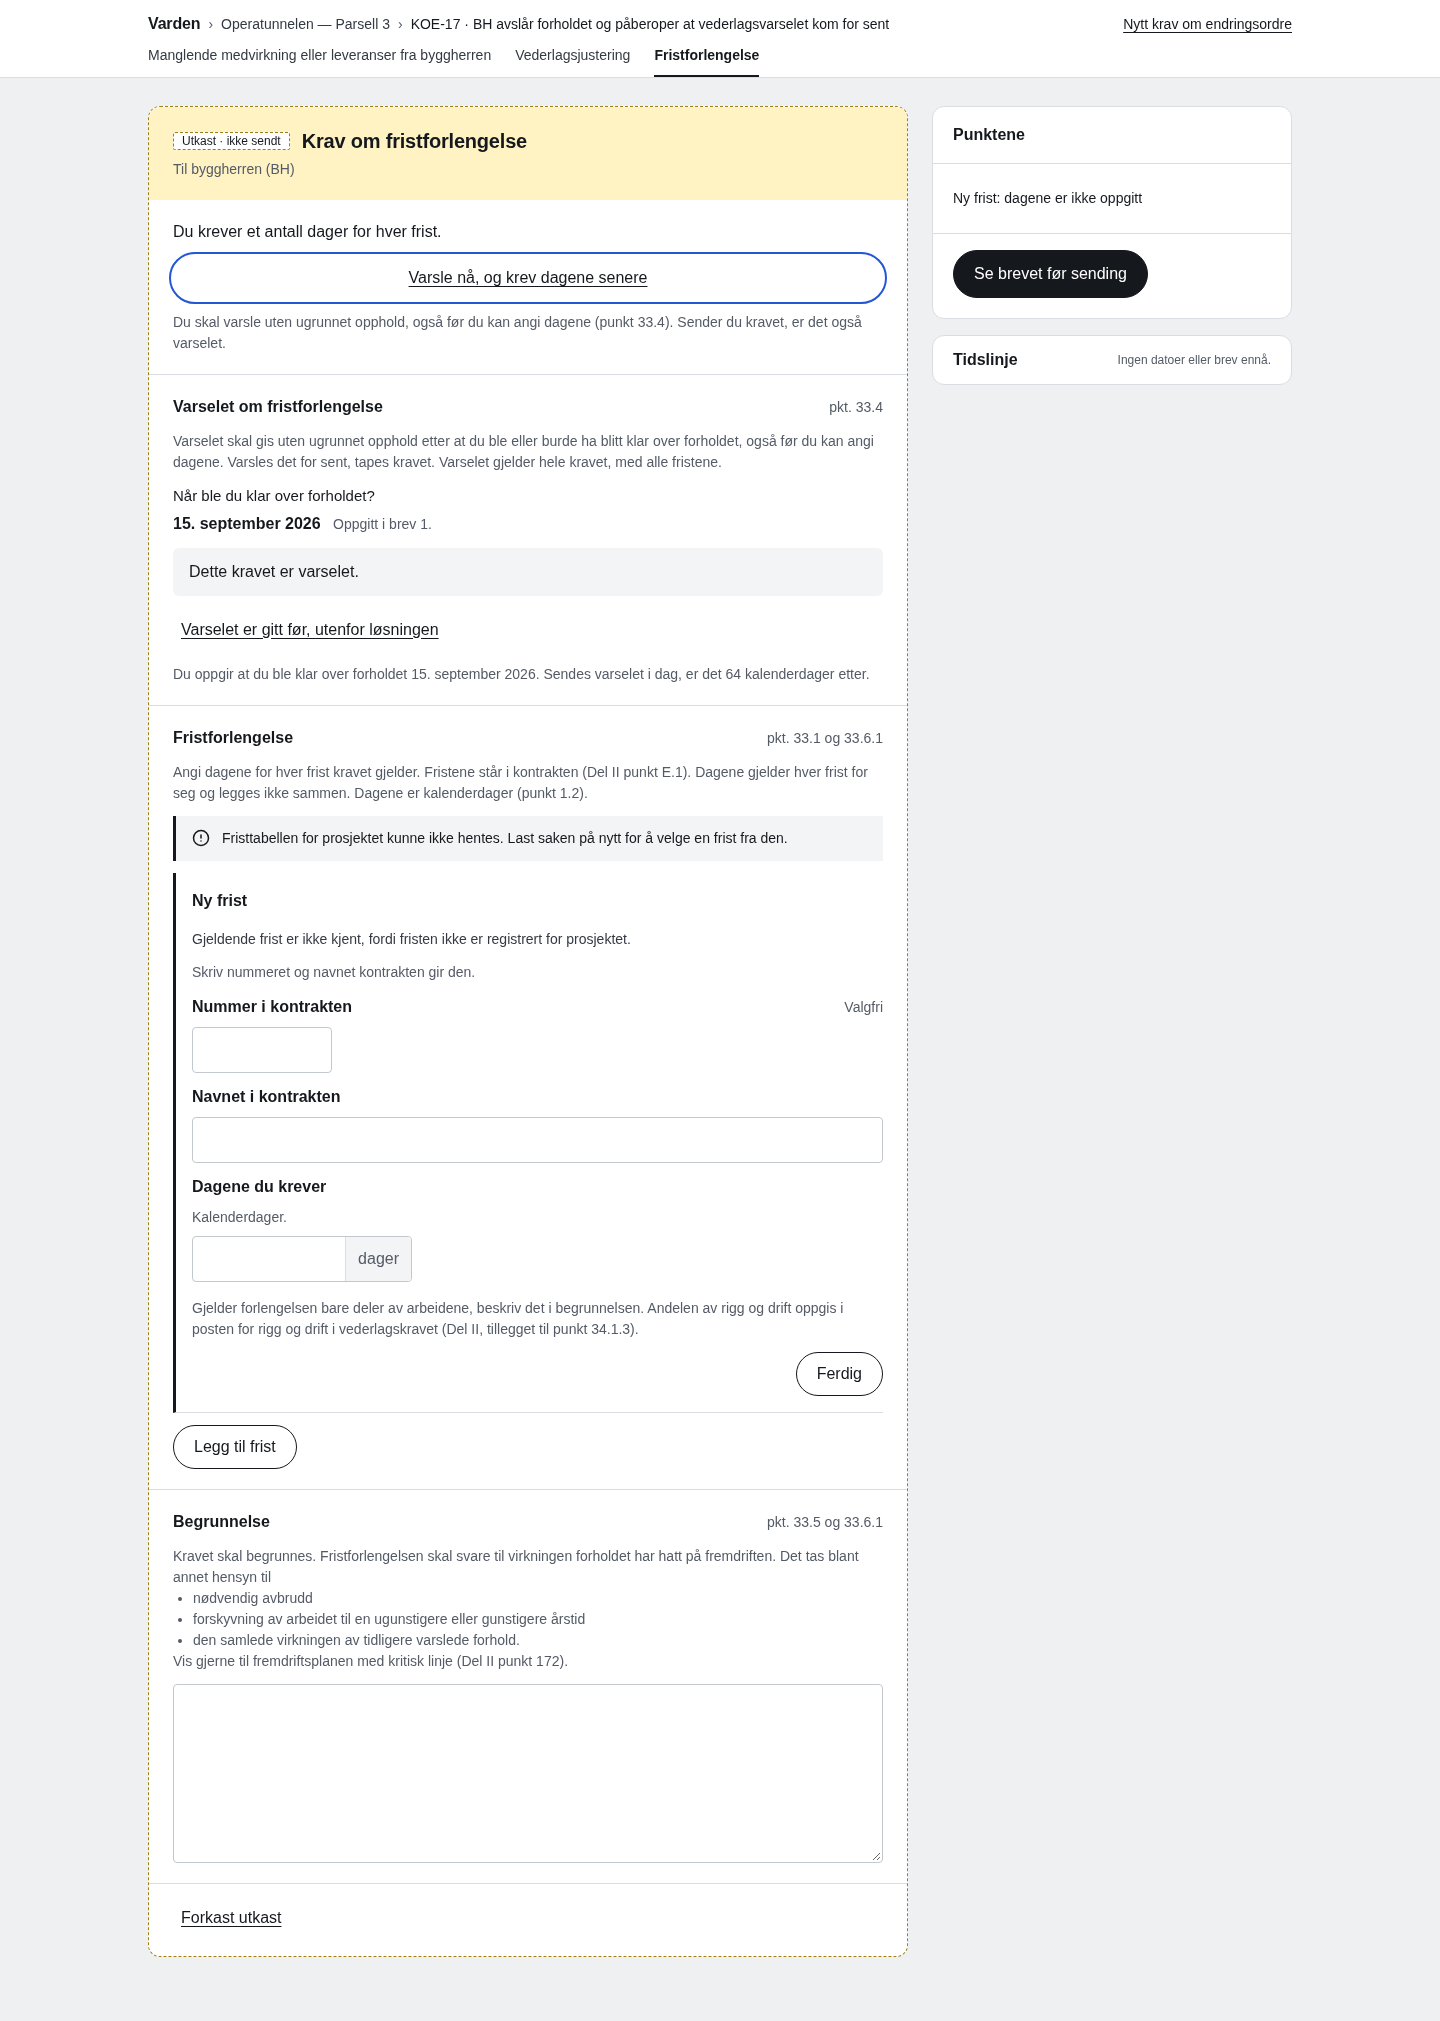 Varden › Operatunnelen — Parsell 3 › KOE-17 · BH avslår forholdet og påberoper at vederlagsvarselet kom for sent
Nytt krav om endringsordre
Manglende medvirkning eller leveranser fra byggherren Vederlagsjustering Fristforlengelse
Utkast · ikke sendt Krav om fristforlengelse
Til byggherren (BH)
Du krever et antall dager for hver frist.
Varsle nå, og krev dagene senere
Du skal varsle uten ugrunnet opphold, også før du kan angi dagene (punkt 33.4). Sender du kravet, er det også
varselet.
Varselet om fristforlengelse pkt. 33.4
Varselet skal gis uten ugrunnet opphold etter at du ble eller burde ha blitt klar over forholdet, også før du kan angi
dagene. Varsles det for sent, tapes kravet. Varselet gjelder hele kravet, med alle fristene.
Når ble du klar over forholdet?
15. september 2026 Oppgitt i brev 1.
Dette kravet er varselet.
Varselet er gitt før, utenfor løsningen
Du oppgir at du ble klar over forholdet 15. september 2026. Sendes varselet i dag, er det 64 kalenderdager etter.
Fristforlengelse pkt. 33.1 og 33.6.1
Angi dagene for hver frist kravet gjelder. Fristene står i kontrakten (Del II punkt E.1). Dagene gjelder hver frist for
seg og legges ikke sammen. Dagene er kalenderdager (punkt 1.2).
Fristtabellen for prosjektet kunne ikke hentes. Last saken på nytt for å velge en frist fra den.
Ny frist
Gjeldende frist er ikke kjent, fordi fristen ikke er registrert for prosjektet.
Skriv nummeret og navnet kontrakten gir den.
Nummer i kontrakten Valgfri
Navnet i kontrakten
Dagene du krever
Kalenderdager.
dager
Gjelder forlengelsen bare deler av arbeidene, beskriv det i begrunnelsen. Andelen av rigg og drift oppgis i
posten for rigg og drift i vederlagskravet (Del II, tillegget til punkt 34.1.3).
Ferdig
Legg til frist
Begrunnelse pkt. 33.5 og 33.6.1
Kravet skal begrunnes. Fristforlengelsen skal svare til virkningen forholdet har hatt på fremdriften. Det tas blant
annet hensyn til
• nødvendig avbrudd
• forskyvning av arbeidet til en ugunstigere eller gunstigere årstid
• den samlede virkningen av tidligere varslede forhold.
Vis gjerne til fremdriftsplanen med kritisk linje (Del II punkt 172).
Forkast utkast
Punktene
Ny frist: dagene er ikke oppgitt
Se brevet før sending
Tidslinje Ingen datoer eller brev ennå.